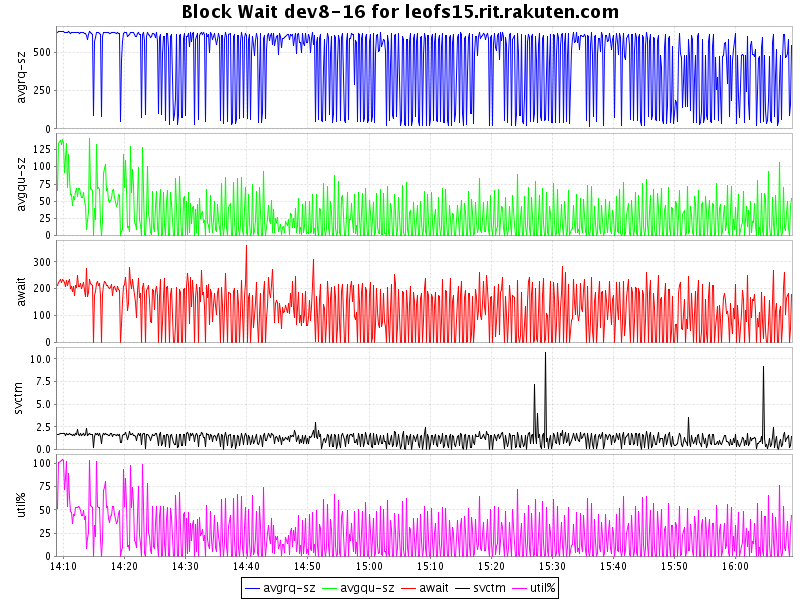 Block Wait dev8-16 for leofs15.rit.rakuten.com
avgrq-sz
500
250
0
avgqu-sz
125
100
75
50
25
0
await
300
200
100
0
svctm
10.0
7.5
5.0
2.5
0.0
util%
100
75
50
25
0
14:10 14:20 14:30 14:40 14:50 15:00 15:10 15:20 15:30 15:40 15:50 16:00
avgrq-sz avgqu-sz await svctm util%